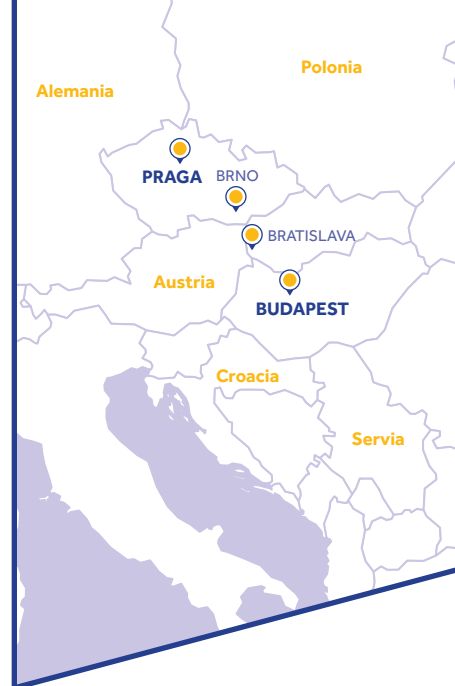 Polonia
Alemania
PRAGA
BRNO
BRATISLAVA
Austria
BUDAPEST
Croacia
Servia